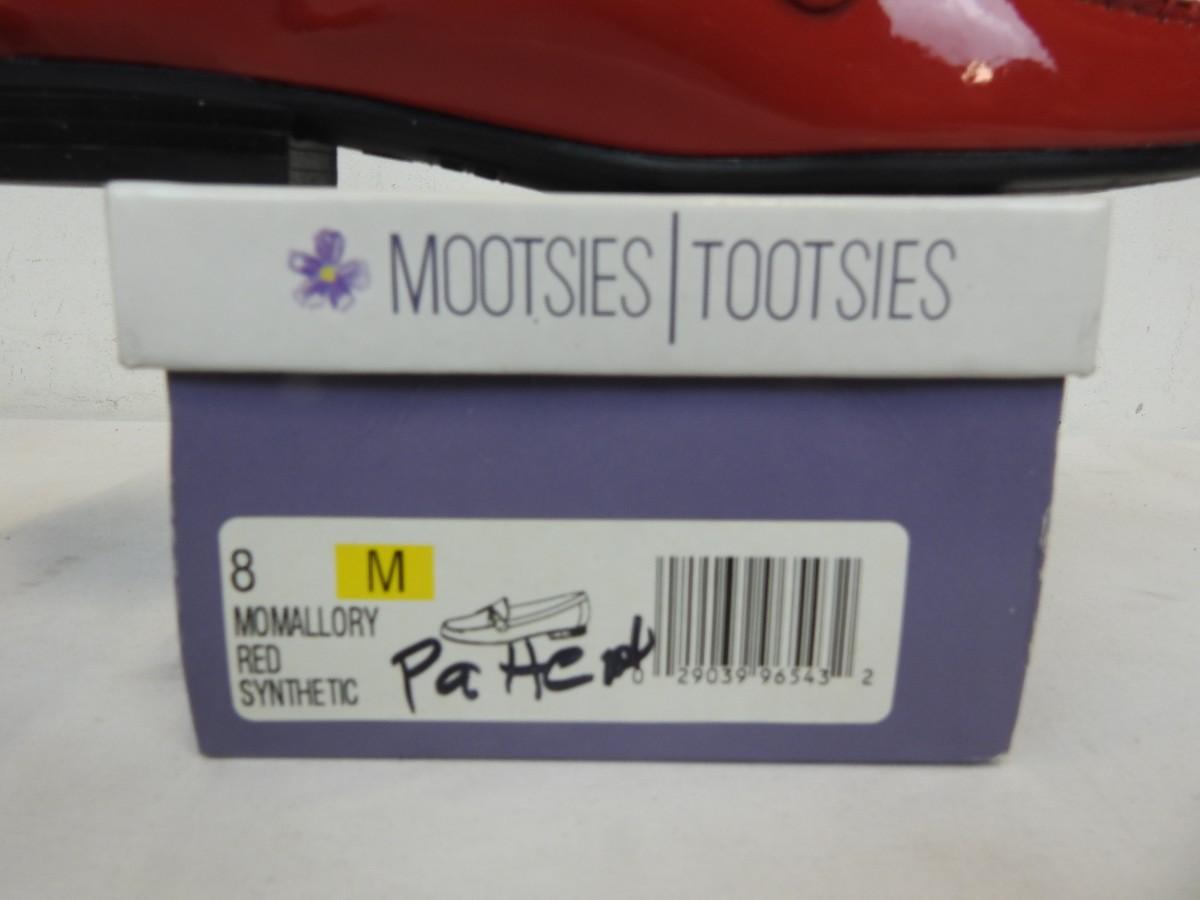 MOOTSIES|TOOTSIES
8 M
MOMALLORY
RED
SYNTHETIC
0 29039 96543 2